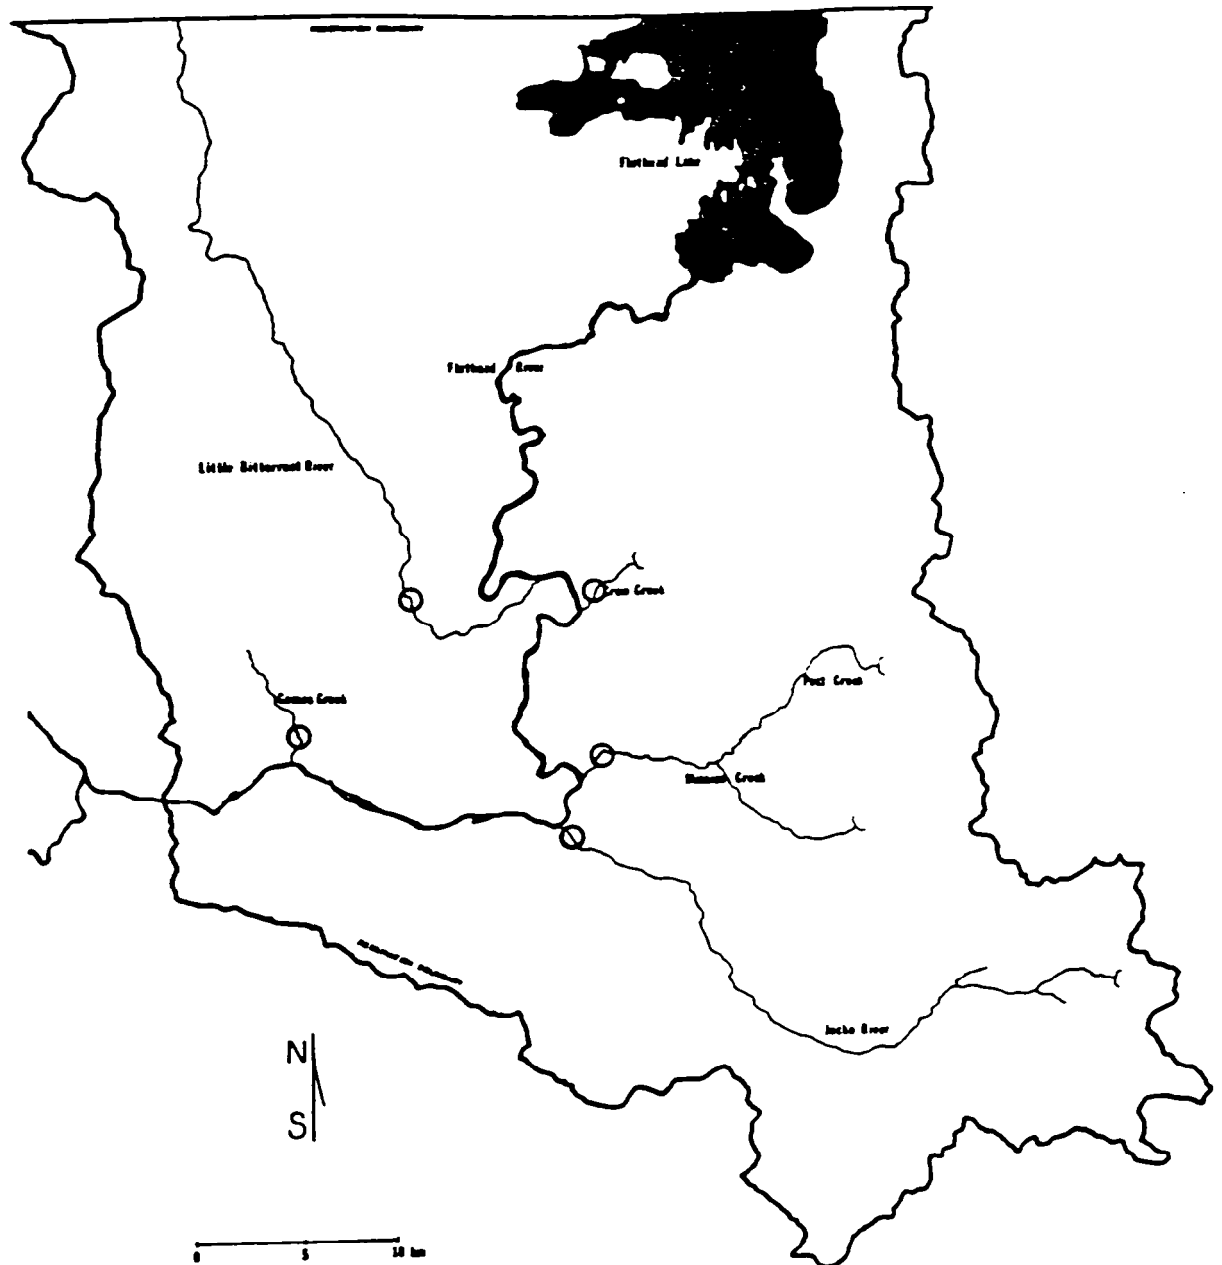 Flathead Lake
Flathead River
Little Bitterroot River
Crow Creek
Camas Creek
Post Creek
Mission Creek
Jocko River
N
S
0 5 10 km